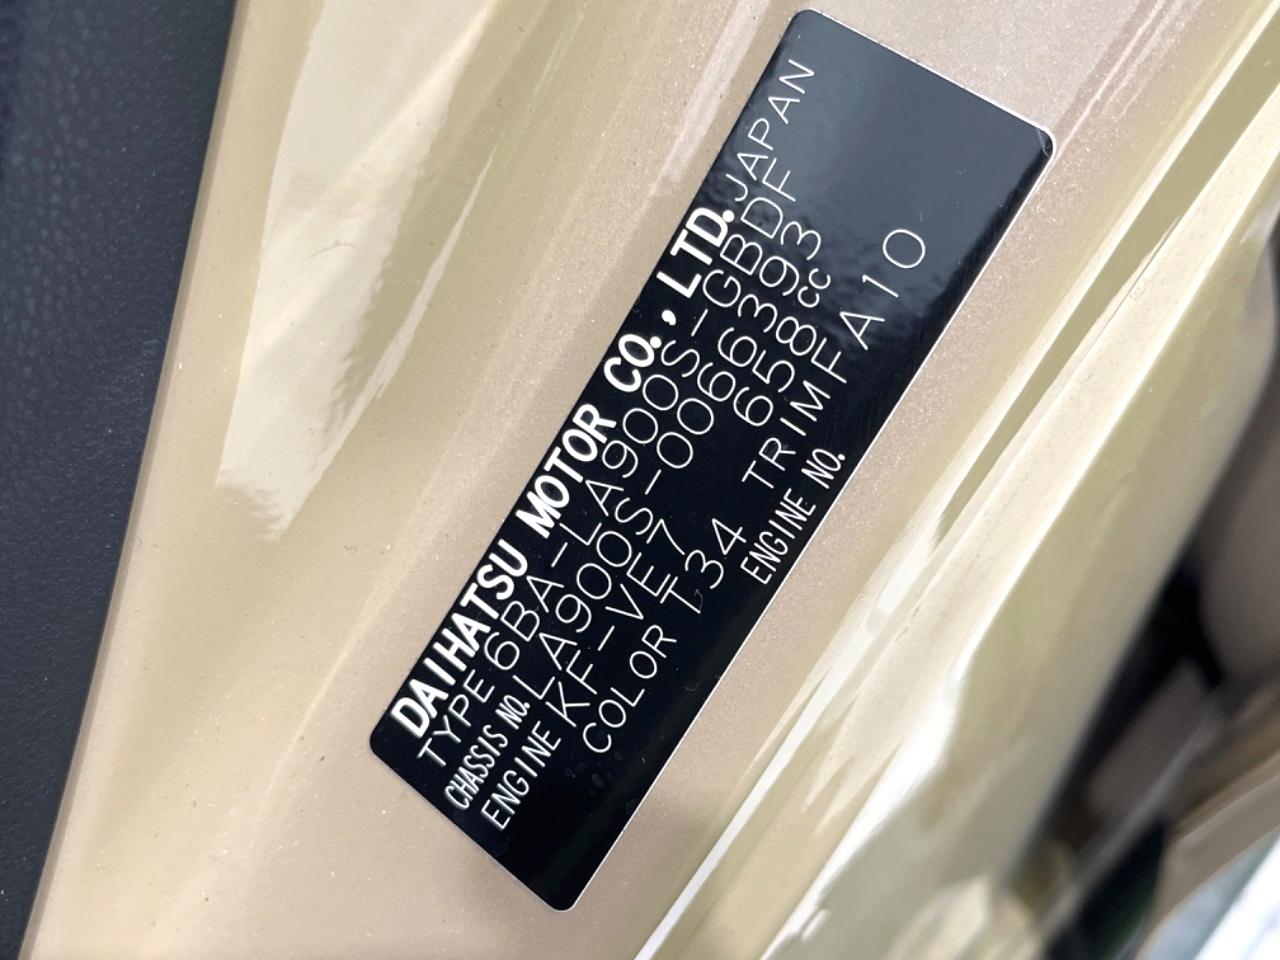 DAIHATSU MOTOR CO., LTD. JAPAN
TYPE 6BA-LA900S-GBDF
CHASSIS NO. LA900S-0066393
ENGINE KF-VE7 658cc
COLOR T34 TRIM FA10
ENGINE NO.